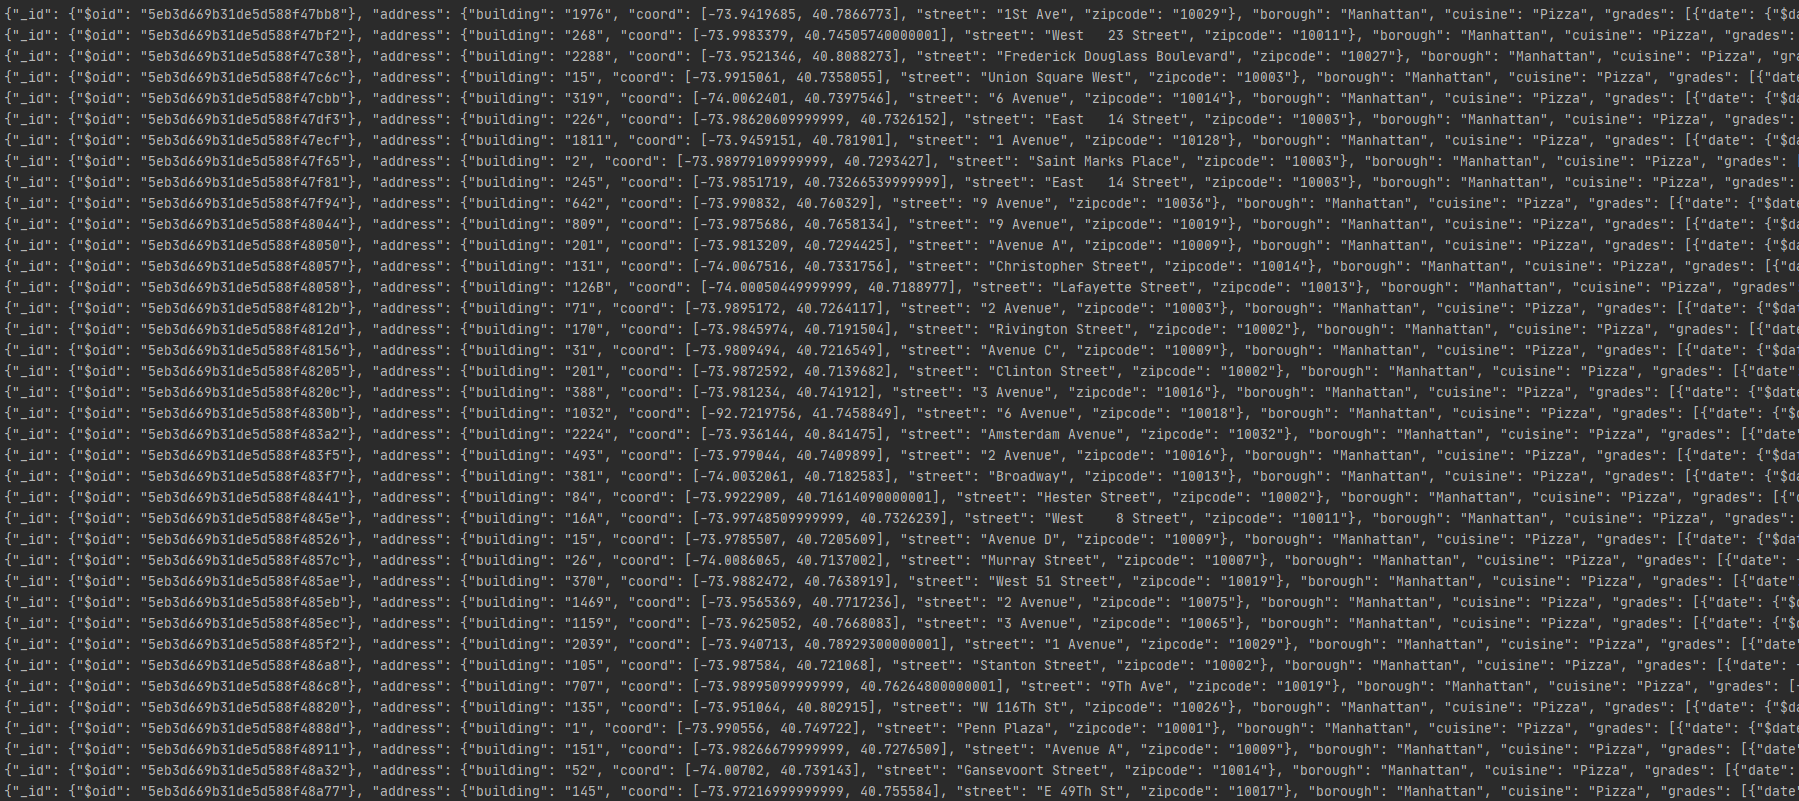 {"_id": {"$oid": "5eb3d669b31de5d588f47bb8"}, "address": {"building": "1976", "coord": [-73.9419685, 40.7866773], "street": "1St Ave", "zipcode": "10029"}, "borough": "Manhattan", "cuisine": "Pizza", "grades": [{"date": {"$da
{"_id": {"$oid": "5eb3d669b31de5d588f47bf2"}, "address": {"building": "268", "coord": [-73.9983379, 40.74505740000001], "street": "West   23 Street", "zipcode": "10011"}, "borough": "Manhattan", "cuisine": "Pizza", "grades":
{"_id": {"$oid": "5eb3d669b31de5d588f47c38"}, "address": {"building": "2288", "coord": [-73.9521346, 40.8088273], "street": "Frederick Douglass Boulevard", "zipcode": "10027"}, "borough": "Manhattan", "cuisine": "Pizza", "gra
{"_id": {"$oid": "5eb3d669b31de5d588f47c6c"}, "address": {"building": "15", "coord": [-73.9915061, 40.7358055], "street": "Union Square West", "zipcode": "10003"}, "borough": "Manhattan", "cuisine": "Pizza", "grades": [{"date
{"_id": {"$oid": "5eb3d669b31de5d588f47cbb"}, "address": {"building": "319", "coord": [-74.0062401, 40.7397546], "street": "6 Avenue", "zipcode": "10014"}, "borough": "Manhattan", "cuisine": "Pizza", "grades": [{"date": {"$da
{"_id": {"$oid": "5eb3d669b31de5d588f47df3"}, "address": {"building": "226", "coord": [-73.98620609999999, 40.7326152], "street": "East   14 Street", "zipcode": "10003"}, "borough": "Manhattan", "cuisine": "Pizza", "grades":
{"_id": {"$oid": "5eb3d669b31de5d588f47ecf"}, "address": {"building": "1811", "coord": [-73.9459151, 40.781901], "street": "1 Avenue", "zipcode": "10128"}, "borough": "Manhattan", "cuisine": "Pizza", "grades": [{"date": {"$da
{"_id": {"$oid": "5eb3d669b31de5d588f47f65"}, "address": {"building": "2", "coord": [-73.98979109999999, 40.7293427], "street": "Saint Marks Place", "zipcode": "10003"}, "borough": "Manhattan", "cuisine": "Pizza", "grades":
{"_id": {"$oid": "5eb3d669b31de5d588f47f81"}, "address": {"building": "245", "coord": [-73.9851719, 40.73266539999999], "street": "East   14 Street", "zipcode": "10003"}, "borough": "Manhattan", "cuisine": "Pizza", "grades":
{"_id": {"$oid": "5eb3d669b31de5d588f47f94"}, "address": {"building": "642", "coord": [-73.990832, 40.760329], "street": "9 Avenue", "zipcode": "10036"}, "borough": "Manhattan", "cuisine": "Pizza", "grades": [{"date": {"$date
{"_id": {"$oid": "5eb3d669b31de5d588f48044"}, "address": {"building": "809", "coord": [-73.9875686, 40.7658134], "street": "9 Avenue", "zipcode": "10019"}, "borough": "Manhattan", "cuisine": "Pizza", "grades": [{"date": {"$da
{"_id": {"$oid": "5eb3d669b31de5d588f48050"}, "address": {"building": "201", "coord": [-73.9813209, 40.7294425], "street": "Avenue A", "zipcode": "10009"}, "borough": "Manhattan", "cuisine": "Pizza", "grades": [{"date": {"$da
{"_id": {"$oid": "5eb3d669b31de5d588f48057"}, "address": {"building": "131", "coord": [-74.0067516, 40.7331756], "street": "Christopher Street", "zipcode": "10014"}, "borough": "Manhattan", "cuisine": "Pizza", "grades": [{"da
{"_id": {"$oid": "5eb3d669b31de5d588f48058"}, "address": {"building": "126B", "coord": [-74.00050449999999, 40.7188977], "street": "Lafayette Street", "zipcode": "10013"}, "borough": "Manhattan", "cuisine": "Pizza", "grades"
{"_id": {"$oid": "5eb3d669b31de5d588f4812b"}, "address": {"building": "71", "coord": [-73.9895172, 40.7264117], "street": "2 Avenue", "zipcode": "10003"}, "borough": "Manhattan", "cuisine": "Pizza", "grades": [{"date": {"$dat
{"_id": {"$oid": "5eb3d669b31de5d588f4812d"}, "address": {"building": "170", "coord": [-73.9845974, 40.7191504], "street": "Rivington Street", "zipcode": "10002"}, "borough": "Manhattan", "cuisine": "Pizza", "grades": [{"date
{"_id": {"$oid": "5eb3d669b31de5d588f48156"}, "address": {"building": "31", "coord": [-73.9809494, 40.7216549], "street": "Avenue C", "zipcode": "10009"}, "borough": "Manhattan", "cuisine": "Pizza", "grades": [{"date": {"$dat
{"_id": {"$oid": "5eb3d669b31de5d588f48205"}, "address": {"building": "201", "coord": [-73.9872592, 40.7139682], "street": "Clinton Street", "zipcode": "10002"}, "borough": "Manhattan", "cuisine": "Pizza", "grades": [{"date":
{"_id": {"$oid": "5eb3d669b31de5d588f4820c"}, "address": {"building": "388", "coord": [-73.981234, 40.741912], "street": "3 Avenue", "zipcode": "10016"}, "borough": "Manhattan", "cuisine": "Pizza", "grades": [{"date": {"$date
{"_id": {"$oid": "5eb3d669b31de5d588f4830b"}, "address": {"building": "1032", "coord": [-92.7219756, 41.7458849], "street": "6 Avenue", "zipcode": "10018"}, "borough": "Manhattan", "cuisine": "Pizza", "grades": [{"date": {"$d
{"_id": {"$oid": "5eb3d669b31de5d588f483a2"}, "address": {"building": "2224", "coord": [-73.936144, 40.841475], "street": "Amsterdam Avenue", "zipcode": "10032"}, "borough": "Manhattan", "cuisine": "Pizza", "grades": [{"date"
{"_id": {"$oid": "5eb3d669b31de5d588f483f5"}, "address": {"building": "493", "coord": [-73.979044, 40.7409899], "street": "2 Avenue", "zipcode": "10016"}, "borough": "Manhattan", "cuisine": "Pizza", "grades": [{"date": {"$dat
{"_id": {"$oid": "5eb3d669b31de5d588f483f7"}, "address": {"building": "381", "coord": [-74.0032061, 40.7182583], "street": "Broadway", "zipcode": "10013"}, "borough": "Manhattan", "cuisine": "Pizza", "grades": [{"date": {"$da
{"_id": {"$oid": "5eb3d669b31de5d588f48441"}, "address": {"building": "84", "coord": [-73.9922909, 40.71614090000001], "street": "Hester Street", "zipcode": "10002"}, "borough": "Manhattan", "cuisine": "Pizza", "grades": [{"d
{"_id": {"$oid": "5eb3d669b31de5d588f4845e"}, "address": {"building": "16A", "coord": [-73.99748509999999, 40.7326239], "street": "West    8 Street", "zipcode": "10011"}, "borough": "Manhattan", "cuisine": "Pizza", "grades":
{"_id": {"$oid": "5eb3d669b31de5d588f48526"}, "address": {"building": "15", "coord": [-73.9785507, 40.7205609], "street": "Avenue D", "zipcode": "10009"}, "borough": "Manhattan", "cuisine": "Pizza", "grades": [{"date": {"$dat
{"_id": {"$oid": "5eb3d669b31de5d588f4857c"}, "address": {"building": "26", "coord": [-74.0086065, 40.7137002], "street": "Murray Street", "zipcode": "10007"}, "borough": "Manhattan", "cuisine": "Pizza", "grades": [{"date": {
{"_id": {"$oid": "5eb3d669b31de5d588f485ae"}, "address": {"building": "370", "coord": [-73.9882472, 40.7638919], "street": "West 51 Street", "zipcode": "10019"}, "borough": "Manhattan", "cuisine": "Pizza", "grades": [{"date":
{"_id": {"$oid": "5eb3d669b31de5d588f485eb"}, "address": {"building": "1469", "coord": [-73.9565369, 40.7717236], "street": "2 Avenue", "zipcode": "10075"}, "borough": "Manhattan", "cuisine": "Pizza", "grades": [{"date": {"$d
{"_id": {"$oid": "5eb3d669b31de5d588f485ec"}, "address": {"building": "1159", "coord": [-73.9625052, 40.7668083], "street": "3 Avenue", "zipcode": "10065"}, "borough": "Manhattan", "cuisine": "Pizza", "grades": [{"date": {"$d
{"_id": {"$oid": "5eb3d669b31de5d588f485f2"}, "address": {"building": "2039", "coord": [-73.940713, 40.78929300000001], "street": "1 Avenue", "zipcode": "10029"}, "borough": "Manhattan", "cuisine": "Pizza", "grades": [{"date"
{"_id": {"$oid": "5eb3d669b31de5d588f486a8"}, "address": {"building": "105", "coord": [-73.987584, 40.721068], "street": "Stanton Street", "zipcode": "10002"}, "borough": "Manhattan", "cuisine": "Pizza", "grades": [{"date": {
{"_id": {"$oid": "5eb3d669b31de5d588f486c8"}, "address": {"building": "707", "coord": [-73.98995099999999, 40.76264800000001], "street": "9Th Ave", "zipcode": "10019"}, "borough": "Manhattan", "cuisine": "Pizza", "grades": [{
{"_id": {"$oid": "5eb3d669b31de5d588f48820"}, "address": {"building": "135", "coord": [-73.951064, 40.802915], "street": "W 116Th St", "zipcode": "10026"}, "borough": "Manhattan", "cuisine": "Pizza", "grades": [{"date": {"$da
{"_id": {"$oid": "5eb3d669b31de5d588f4888d"}, "address": {"building": "1", "coord": [-73.990556, 40.749722], "street": "Penn Plaza", "zipcode": "10001"}, "borough": "Manhattan", "cuisine": "Pizza", "grades": [{"date": {"$dat
{"_id": {"$oid": "5eb3d669b31de5d588f48911"}, "address": {"building": "151", "coord": [-73.98266679999999, 40.7276509], "street": "Avenue A", "zipcode": "10009"}, "borough": "Manhattan", "cuisine": "Pizza", "grades": [{"date"
{"_id": {"$oid": "5eb3d669b31de5d588f48a32"}, "address": {"building": "52", "coord": [-74.00702, 40.739143], "street": "Gansevoort Street", "zipcode": "10014"}, "borough": "Manhattan", "cuisine": "Pizza", "grades": [{"date":
{"_id": {"$oid": "5eb3d669b31de5d588f48a77"}, "address": {"building": "145", "coord": [-73.97216999999999, 40.755584], "street": "E 49Th St", "zipcode": "10017"}, "borough": "Manhattan", "cuisine": "Pizza", "grades": [{"date"